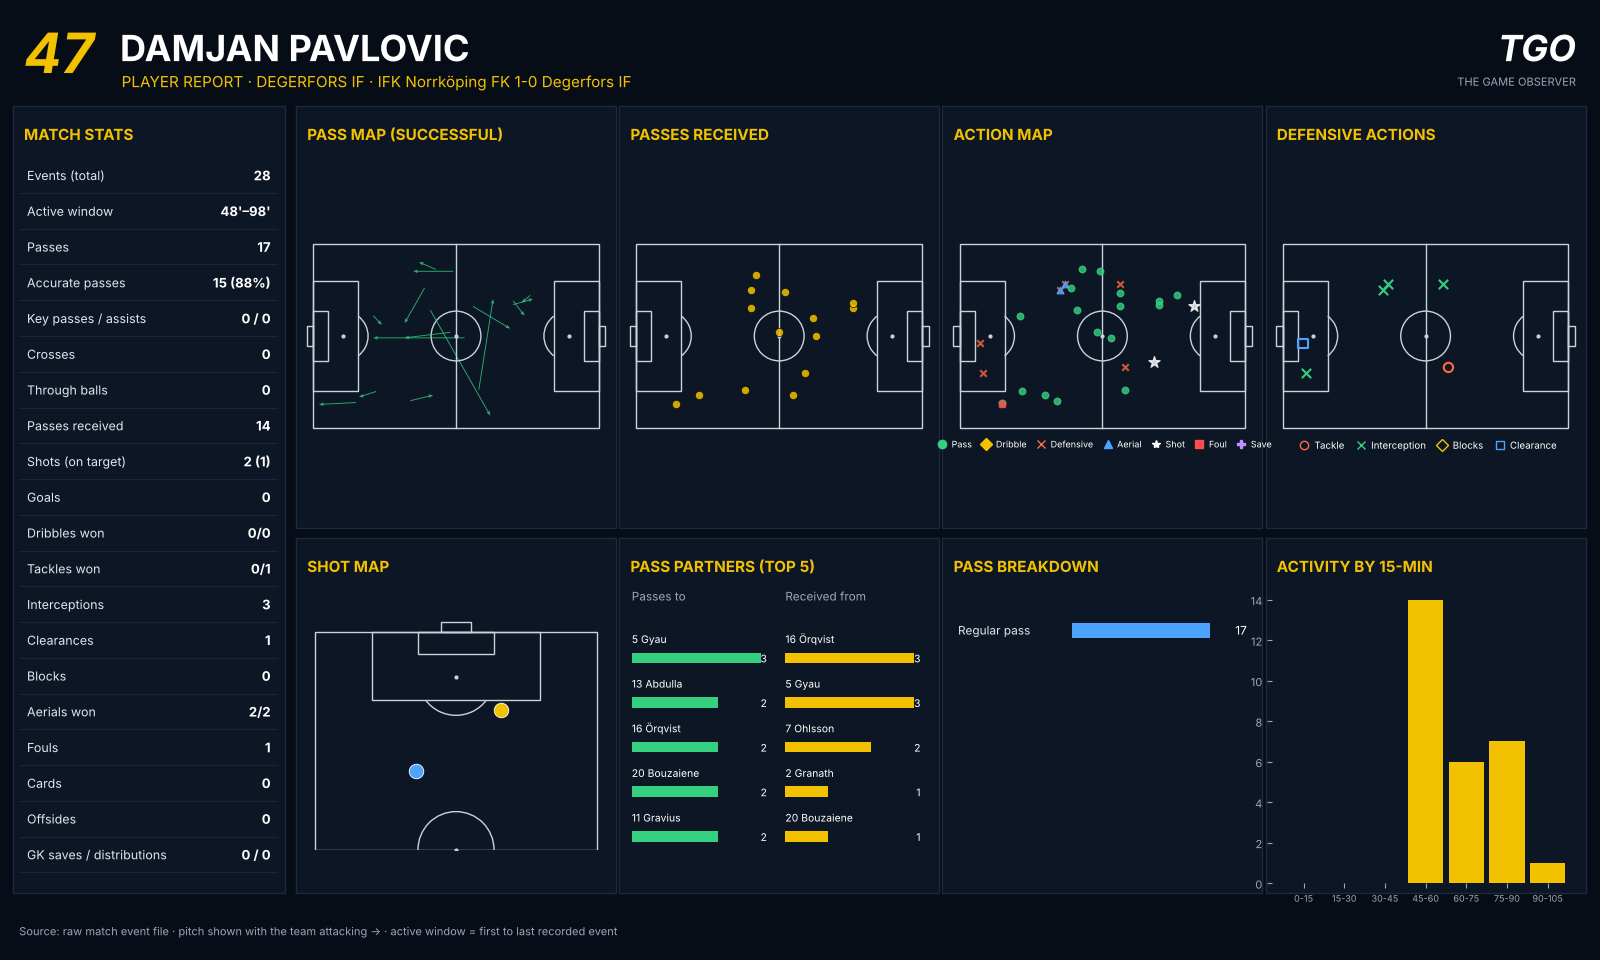 47
DAMJAN PAVLOVIC
PLAYER REPORT · DEGERFORS IF · IFK Norrköping FK 1-0 Degerfors IF
TGO
THE GAME OBSERVER
MATCH STATS
Events (total) 28
Active window 48'–98'
Passes 17
Accurate passes 15 (88%)
Key passes / assists 0 / 0
Crosses 0
Through balls 0
Passes received 14
Shots (on target) 2 (1)
Goals 0
Dribbles won 0/0
Tackles won 0/1
Interceptions 3
Clearances 1
Blocks 0
Aerials won 2/2
Fouls 1
Cards 0
Offsides 0
GK saves / distributions 0 / 0
PASS MAP (SUCCESSFUL)
PASSES RECEIVED
ACTION MAP
Pass Dribble Defensive Aerial Shot Foul Save
DEFENSIVE ACTIONS
Tackle Interception Blocks Clearance
SHOT MAP
PASS PARTNERS (TOP 5)
Passes to Received from
5 Gyau 16 Örqvist
3 3
13 Abdulla 5 Gyau
2 3
16 Örqvist 7 Ohlsson
2 2
20 Bouzaiene 2 Granath
2 1
11 Gravius 20 Bouzaiene
2 1
PASS BREAKDOWN
Regular pass 17
ACTIVITY BY 15-MIN
14
12
10
8
6
4
2
0
0-15 15-30 30-45 45-60 60-75 75-90 90-105
Source: raw match event file · pitch shown with the team attacking → · active window = first to last recorded event